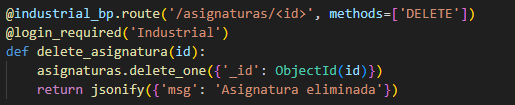 @industrial_bp.route('/asignaturas/<id>', methods=['DELETE'])
@login_required('Industrial')
def delete_asignatura(id):
    asignaturas.delete_one({'_id': ObjectId(id)})
    return jsonify({'msg': 'Asignatura eliminada'})